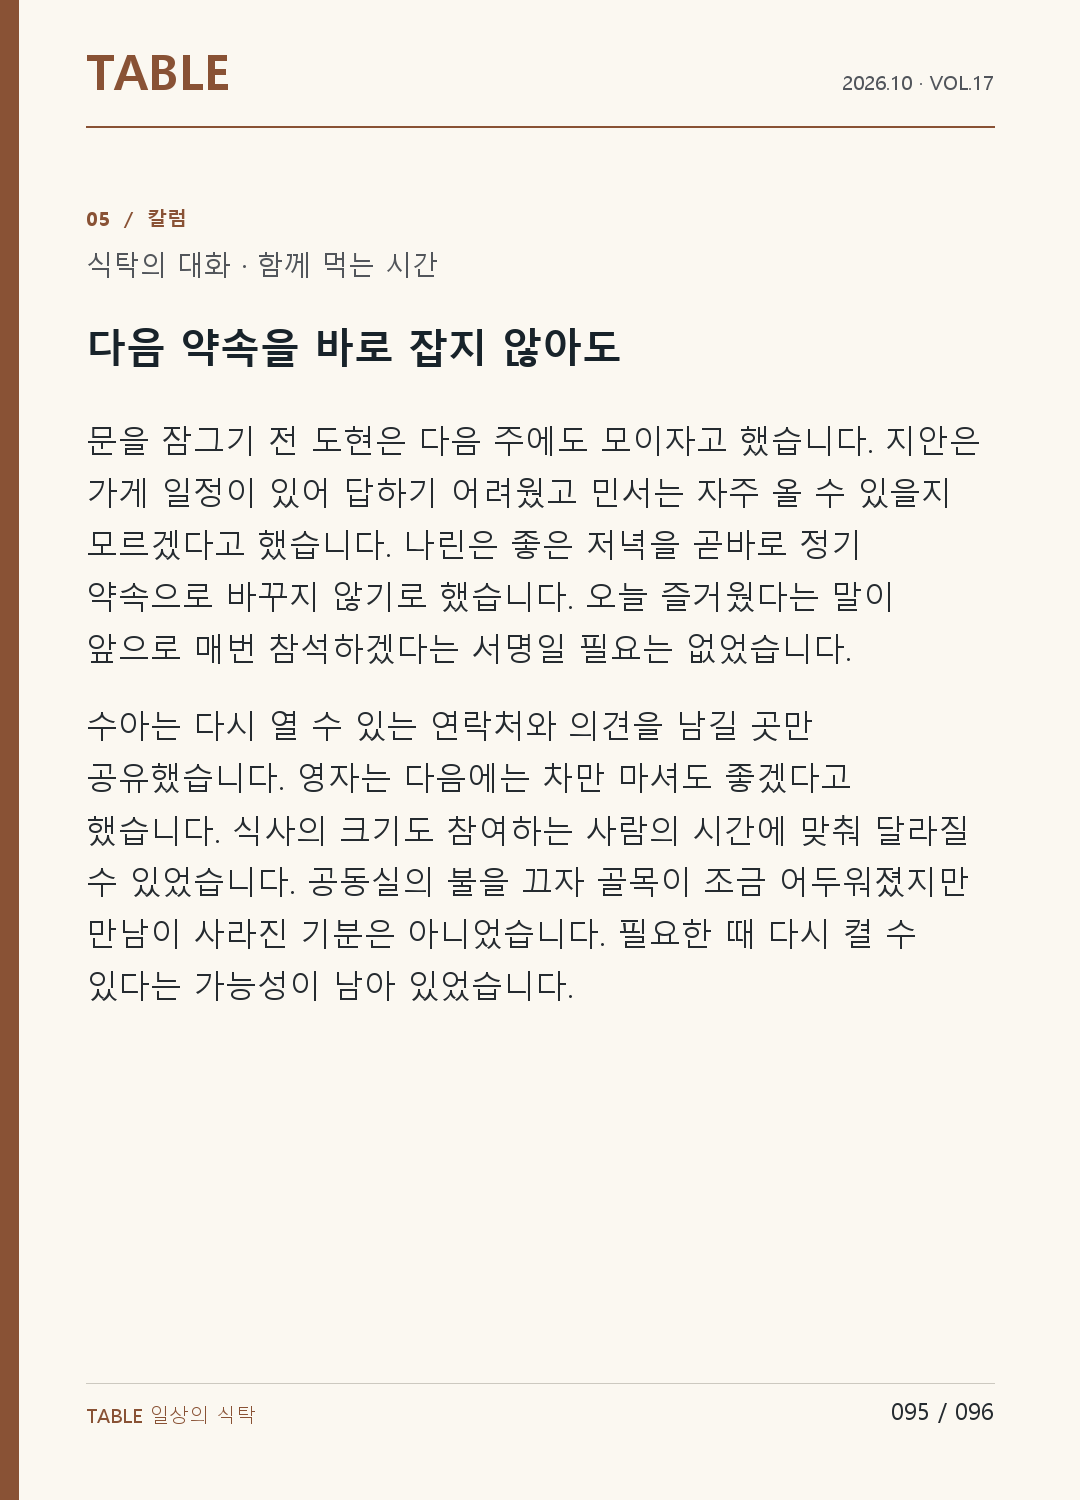 TABLE
2026.10 · VOL.17
05 / 칼럼
식탁의 대화 · 함께 먹는 시간
다음 약속을 바로 잡지 않아도
문을 잠그기 전 도현은 다음 주에도 모이자고 했습니다. 지안은
가게 일정이 있어 답하기 어려웠고 민서는 자주 올 수 있을지
모르겠다고 했습니다. 나린은 좋은 저녁을 곧바로 정기
약속으로 바꾸지 않기로 했습니다. 오늘 즐거웠다는 말이
앞으로 매번 참석하겠다는 서명일 필요는 없었습니다.
수아는 다시 열 수 있는 연락처와 의견을 남길 곳만
공유했습니다. 영자는 다음에는 차만 마셔도 좋겠다고
했습니다. 식사의 크기도 참여하는 사람의 시간에 맞춰 달라질
수 있었습니다. 공동실의 불을 끄자 골목이 조금 어두워졌지만
만남이 사라진 기분은 아니었습니다. 필요한 때 다시 켤 수
있다는 가능성이 남아 있었습니다.
TABLE 일상의 식탁
095 / 096